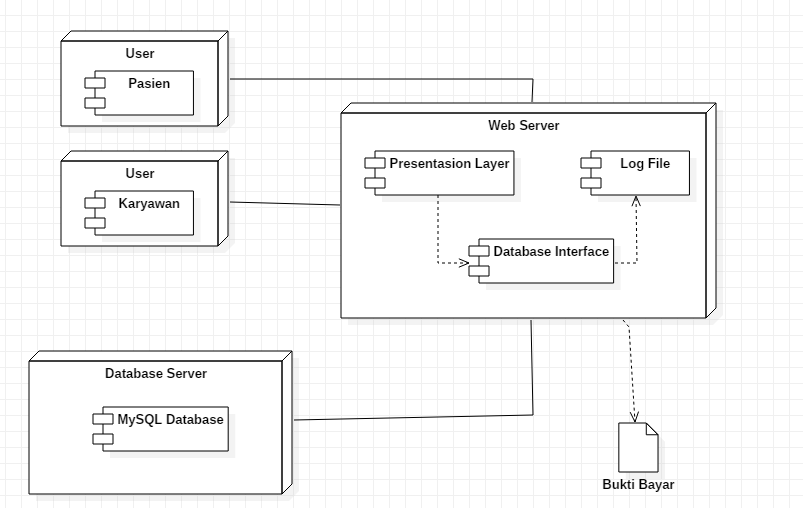 User
Pasien
User
Karyawan
Web Server
Presentasion Layer
Log File
Database Interface
Database Server
MySQL Database
Bukti Bayar